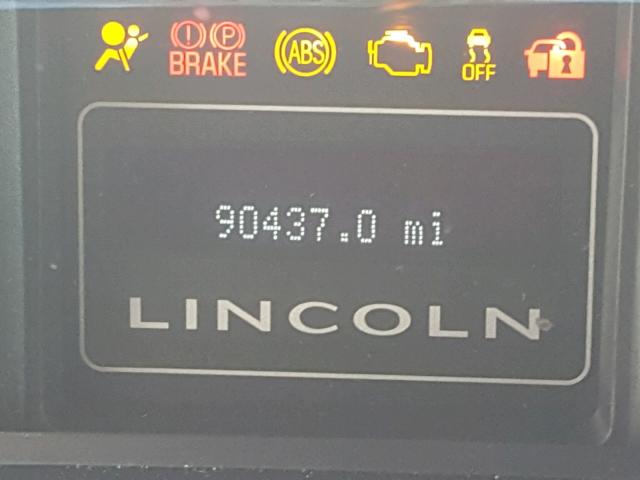 (!) (P) ABS
BRAKE OFF
90437.0 mi
LINCOLN